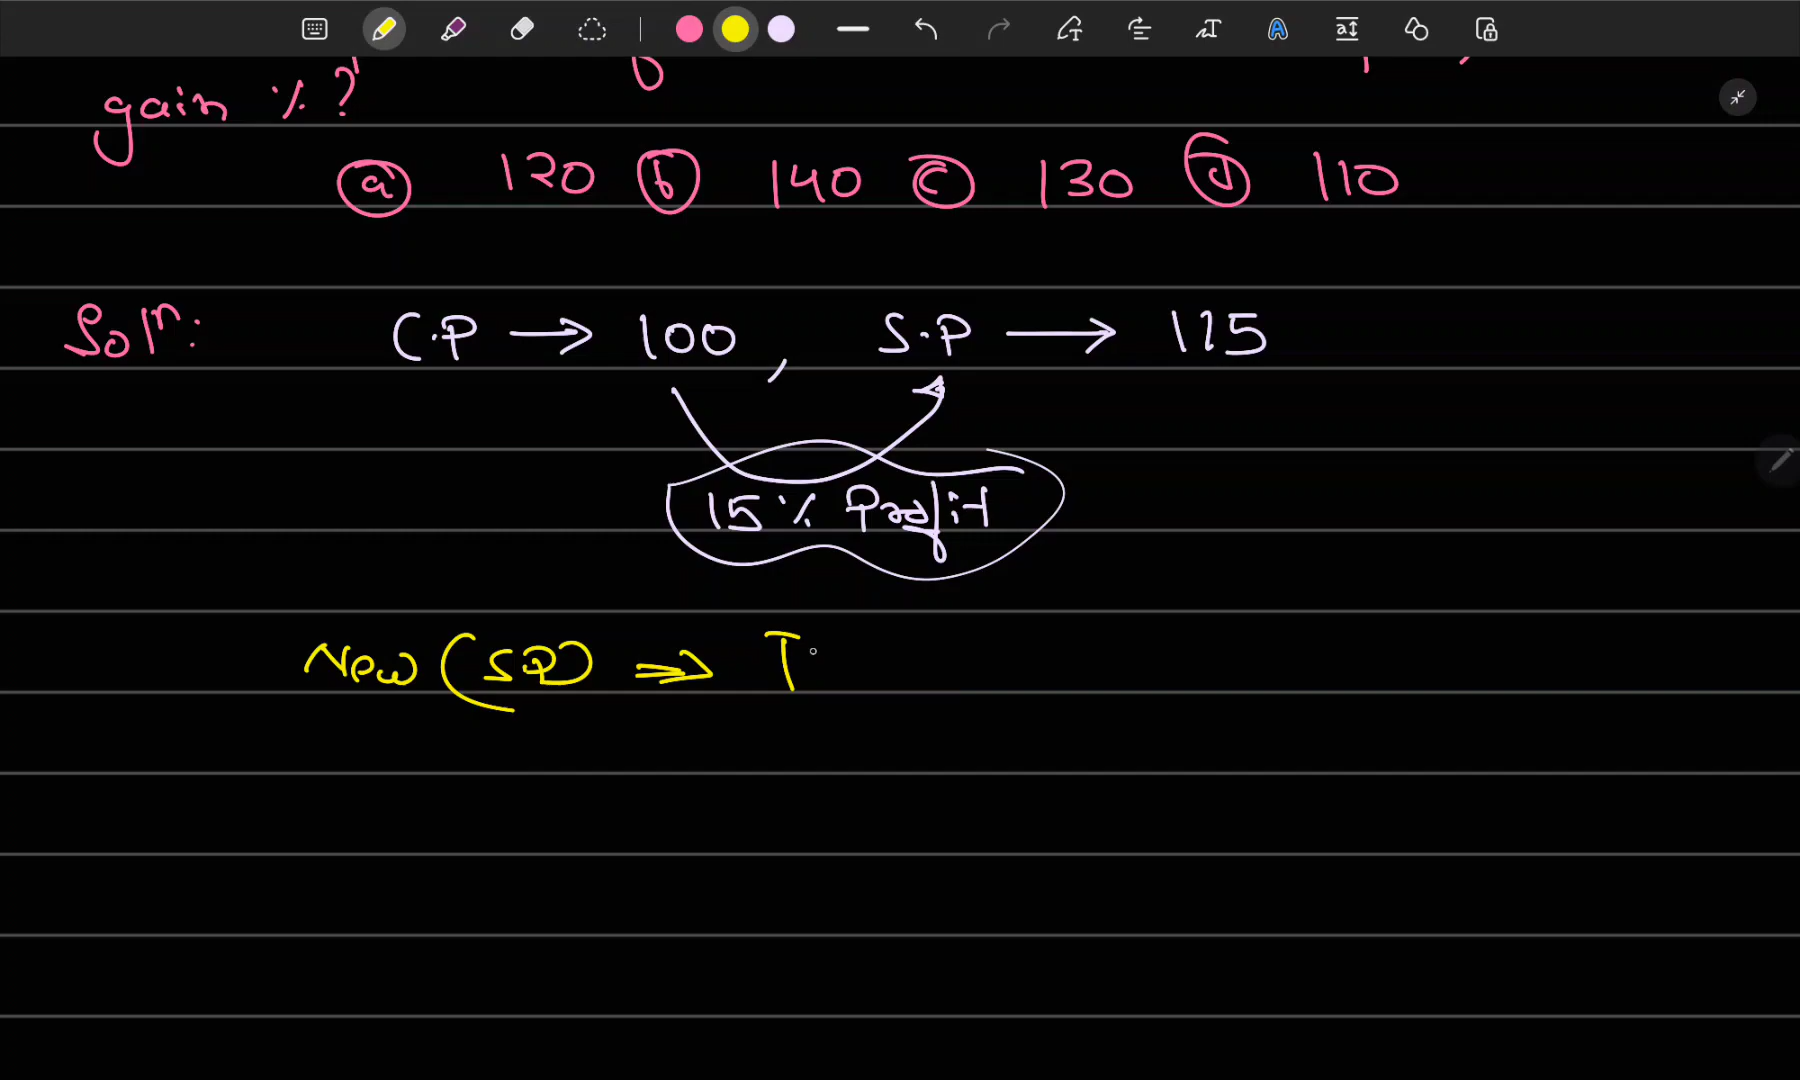 gain %?
a 120 b 140 c 130 d 110
Soln: C.P → 100, S.P → 115
15% Profit
New (SP) ⇒ T